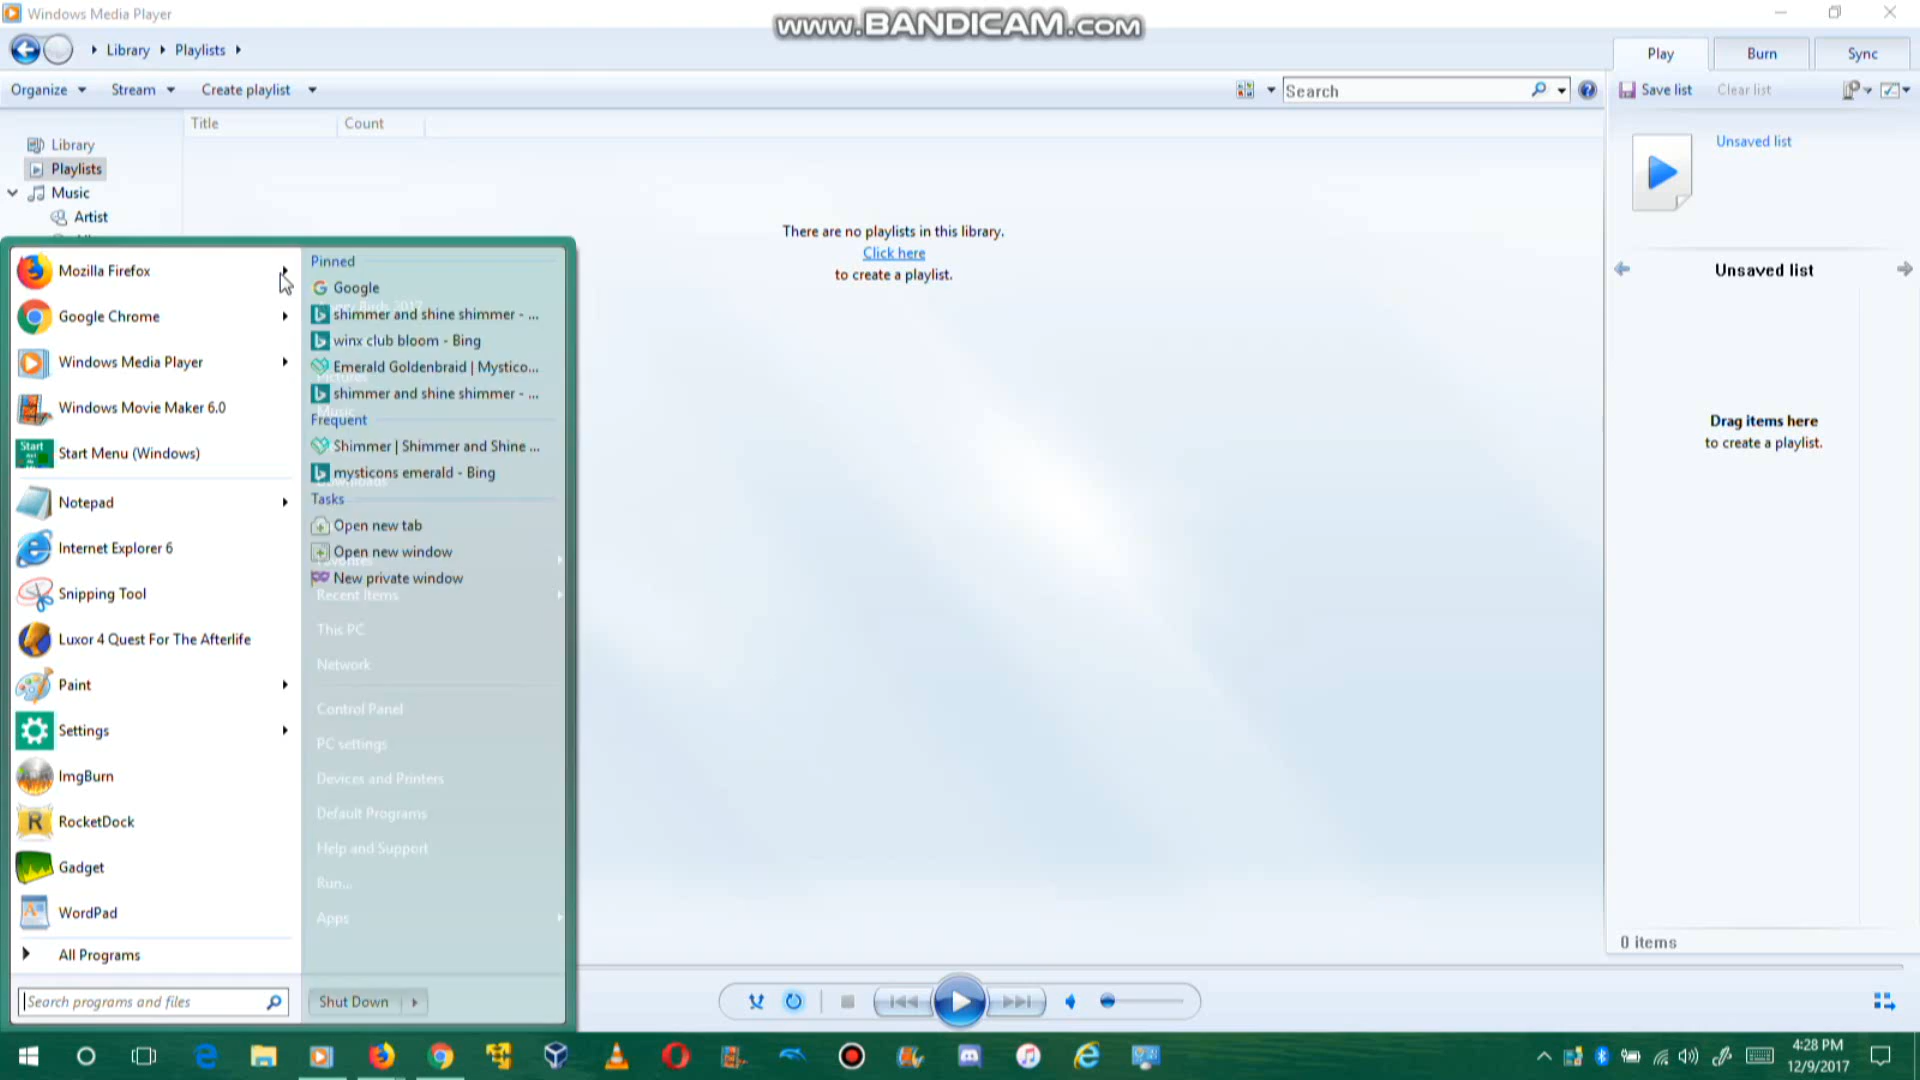 Windows Media Player
www.BANDICAM.com
Library
Playlists
Play
Burn
Sync
Organize
Stream
Create playlist
Search
Save list
Clear list
Title
Count
Library
Playlists
Music
Artist
Unsaved list
There are no playlists in this library.
Click here
to create a playlist.
Unsaved list
Drag items here
to create a playlist.
0 items
Mozilla Firefox
Google Chrome
Windows Media Player
Windows Movie Maker 6.0
Start
Start Menu (Windows)
Notepad
Internet Explorer 6
Snipping Tool
Luxor 4 Quest For The Afterlife
Paint
Settings
ImgBurn
RocketDock
Gadget
WordPad
All Programs
Search programs and files
Pinned
Google
shimmer and shine shimmer - ...
winx club bloom - Bing
Emerald Goldenbraid | Mystico...
shimmer and shine shimmer - ...
Frequent
Shimmer | Shimmer and Shine ...
mysticons emerald - Bing
Tasks
Open new tab
Open new window
New private window
Recent Items
This PC
Network
Control Panel
PC settings
Devices and Printers
Default Programs
Help and Support
Run...
Apps
Shut Down
4:28 PM
12/9/2017